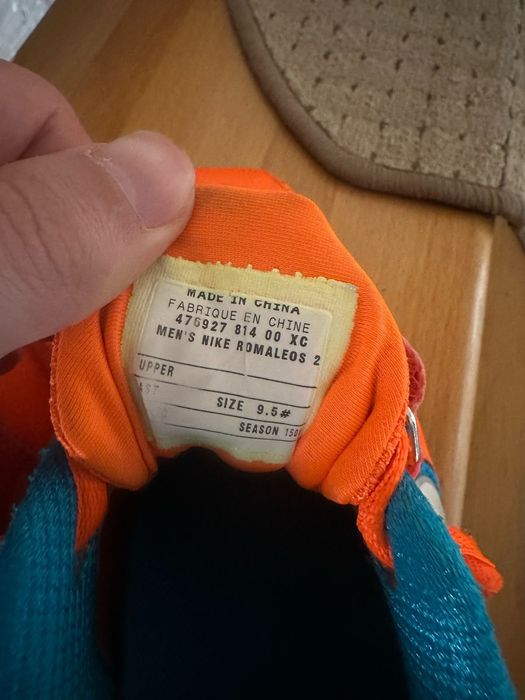 MADE IN CHINA
FABRIQUE EN CHINE
476927 814 00 XC
MEN'S NIKE ROMALEOS 2
UPPER
SIZE 9.5#
SEASON